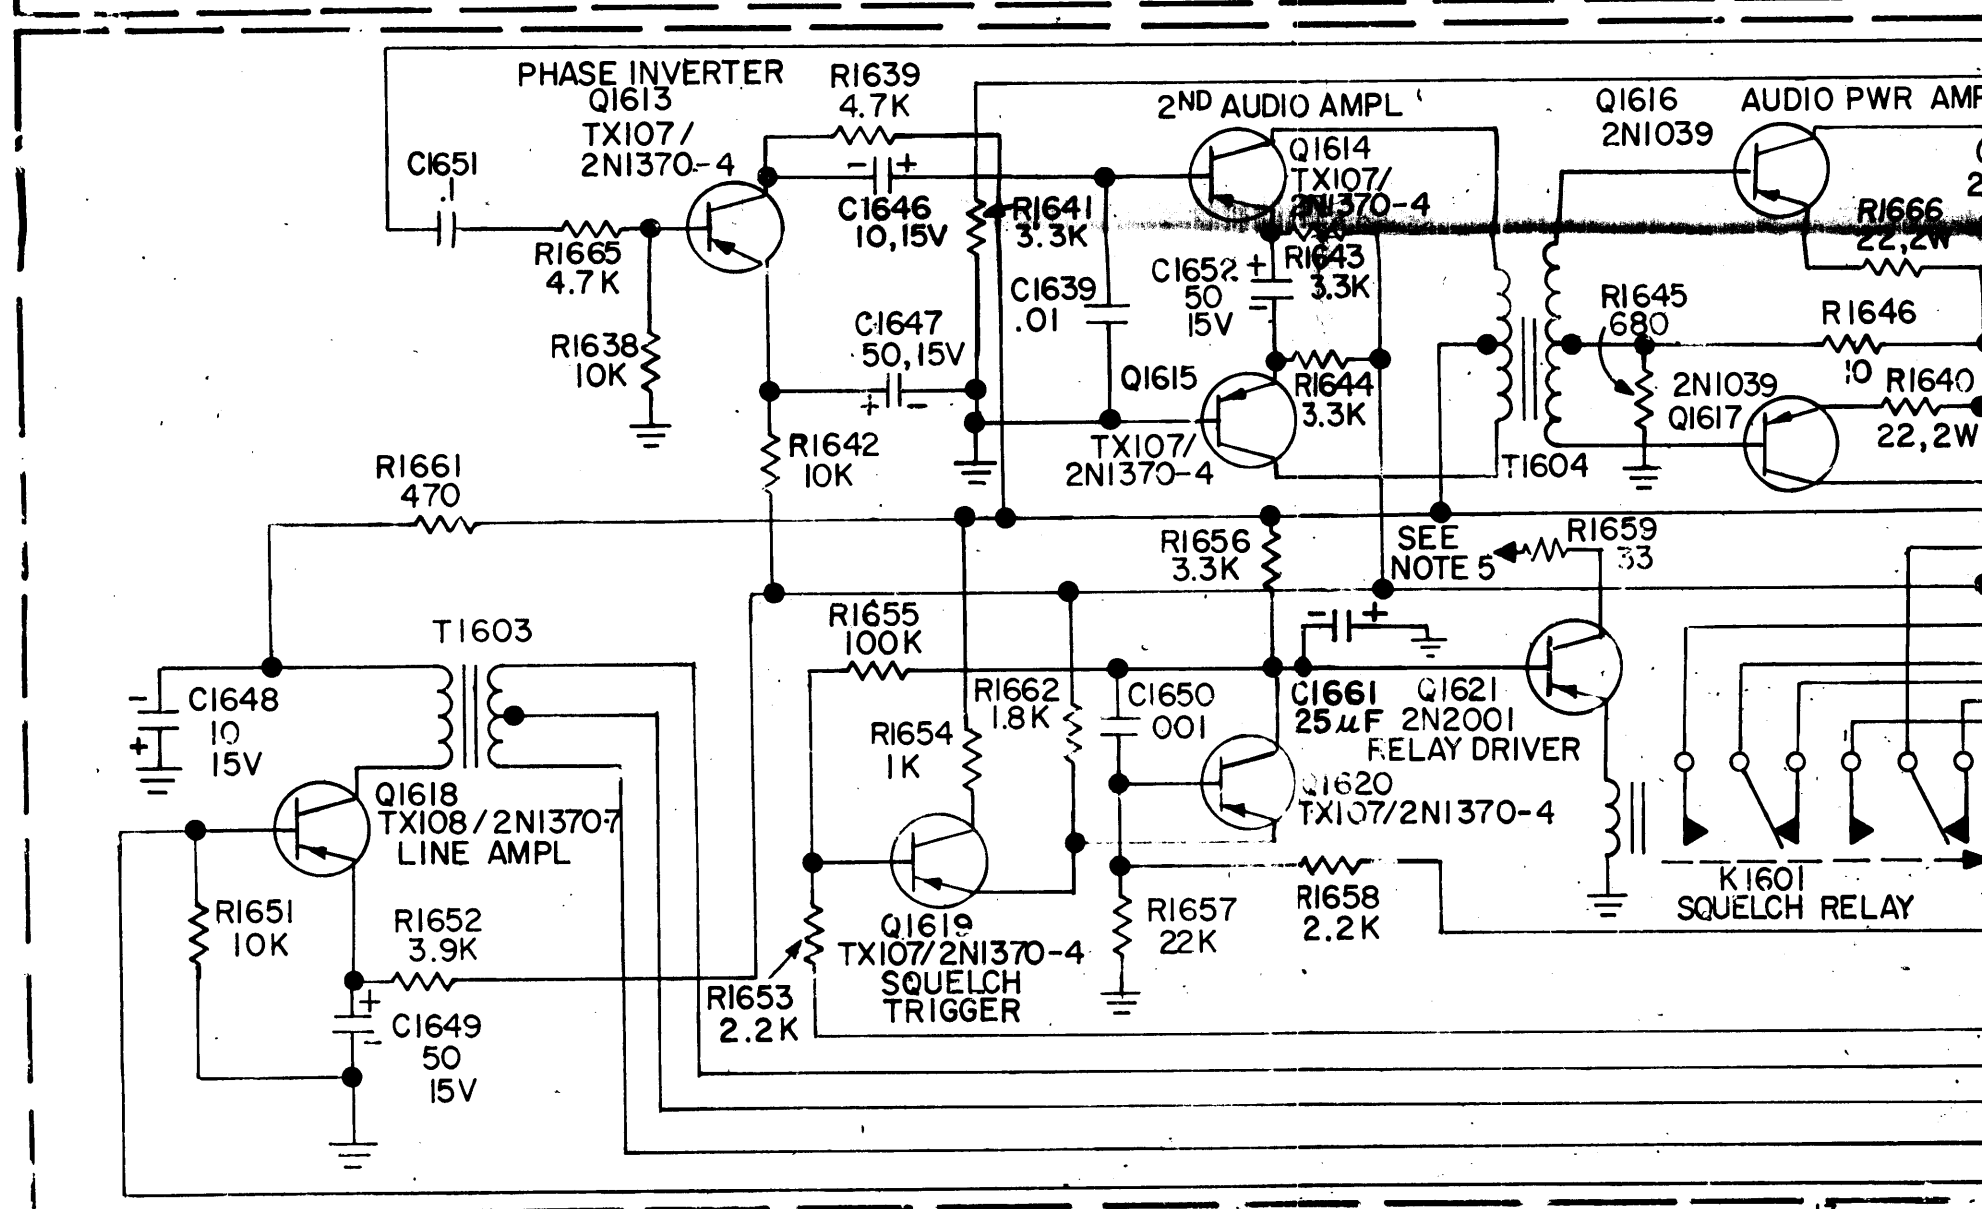 PHASE INVERTER
Q1613
TX107/
2N1370-4
R1639
4.7K
C1651
.1
R1665
4.7K
R1638
10K
C1646
10,15V
R1641
3.3K
C1647
50,15V
R1642
10K
C1639
.01
2ND AUDIO AMPL
Q1614
TX107/
2N1370-4
R1643
3.3K
C1652
50
15V
R1644
3.3K
Q1615
TX107/
2N1370-4
Q1616
2N1039
AUDIO PWR AMP
R1666
22,2W
R1645
680
R1646
10
2N1039
Q1617
R1640
22,2W
T1604
R1661
470
R1656
3.3K
SEE
NOTE 5
R1659
33
T1603
R1655
100K
C1648
10
15V
R1662
1.8K
R1654
1K
C1650
001
C1661
25µF
Q1621
2N2001
RELAY DRIVER
Q1620
TX107/2N1370-4
Q1618
TX108/2N1370-7
LINE AMPL
R1651
10K
R1652
3.9K
C1649
50
15V
R1653
2.2K
Q1619
TX107/2N1370-4
SQUELCH
TRIGGER
R1657
22K
R1658
2.2K
K1601
SQUELCH RELAY